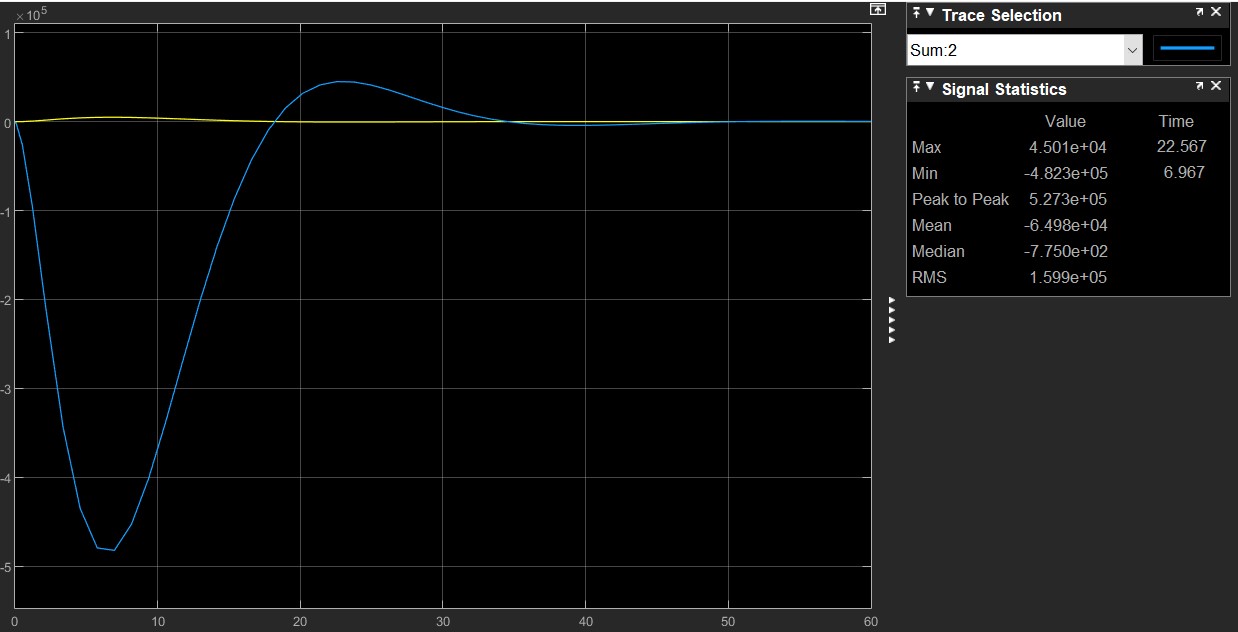 ×10⁵
1
0
-1
-2
-3
-4
-5
0 10 20 30 40 50 60
Trace Selection
Sum:2
Signal Statistics
Value Time
Max 4.501e+04 22.567
Min -4.823e+05 6.967
Peak to Peak 5.273e+05
Mean -6.498e+04
Median -7.750e+02
RMS 1.599e+05